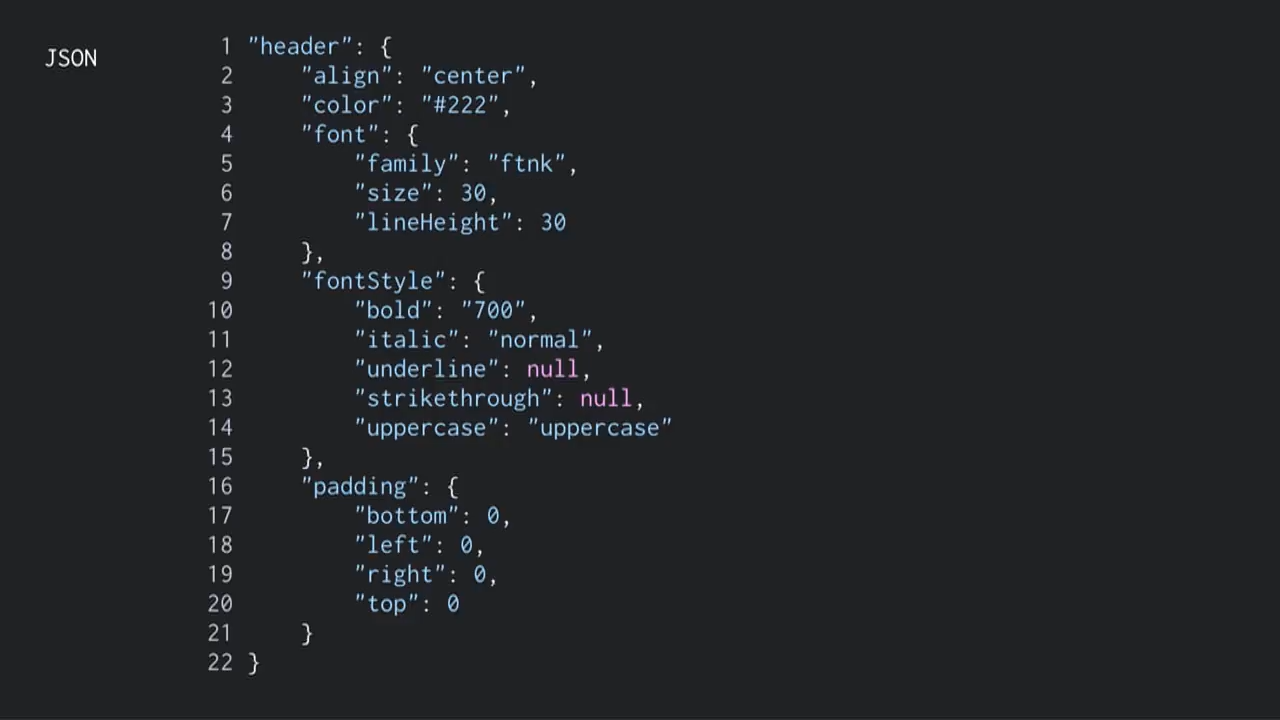 JSON
1 "header": {
2     "align": "center",
3     "color": "#222",
4     "font": {
5         "family": "ftnk",
6         "size": 30,
7         "lineHeight": 30
8     },
9     "fontStyle": {
10         "bold": "700",
11         "italic": "normal",
12         "underline": null,
13         "strikethrough": null,
14         "uppercase": "uppercase"
15     },
16     "padding": {
17         "bottom": 0,
18         "left": 0,
19         "right": 0,
20         "top": 0
21     }
22 }